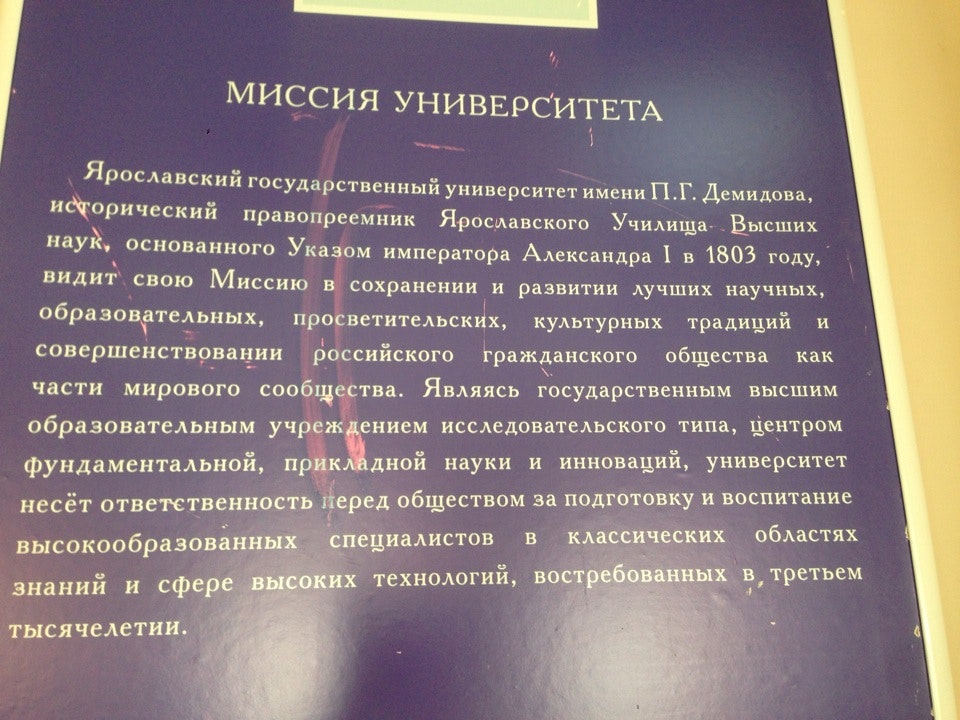 МИССИЯ УНИВЕРСИТЕТА
Ярославский государственный университет имени П.Г. Демидова,
исторический правопреемник Ярославского Училища Высших
наук, основанного Указом императора Александра I в 1803 году,
видит свою Миссию в сохранении и развитии лучших научных,
образовательных, просветительских, культурных традиций и
совершенствовании российского гражданского общества как
части мирового сообщества. Являясь государственным высшим
образовательным учреждением исследовательского типа, центром
фундаментальной, прикладной науки и инноваций, университет
несёт ответственность перед обществом за подготовку и воспитание
высокообразованных специалистов в классических областях
знаний и сфере высоких технологий, востребованных в третьем
тысячелетии.